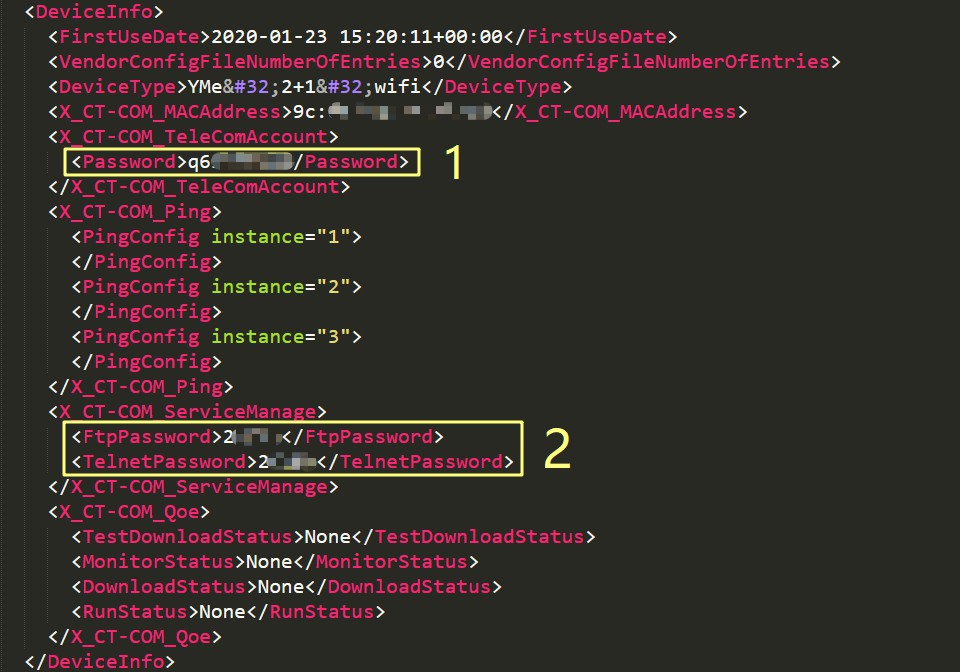 <DeviceInfo>
<FirstUseDate>2020-01-23 15:20:11+00:00</FirstUseDate>
<VendorConfigFileNumberOfEntries>0</VendorConfigFileNumberOfEntries>
<DeviceType>YMe&#32;2+1&#32;wifi</DeviceType>
<X_CT-COM_MACAddress>9c:</X_CT-COM_MACAddress>
<X_CT-COM_TeleComAccount>
<Password>q6/Password> 1
</X_CT-COM_TeleComAccount>
<X_CT-COM_Ping>
<PingConfig instance="1">
</PingConfig>
<PingConfig instance="2">
</PingConfig>
<PingConfig instance="3">
</PingConfig>
</X_CT-COM_Ping>
<X_CT-COM_ServiceManage>
<FtpPassword>2</FtpPassword> 2
<TelnetPassword>2</TelnetPassword>
</X_CT-COM_ServiceManage>
<X_CT-COM_Qoe>
<TestDownloadStatus>None</TestDownloadStatus>
<MonitorStatus>None</MonitorStatus>
<DownloadStatus>None</DownloadStatus>
<RunStatus>None</RunStatus>
</X_CT-COM_Qoe>
</DeviceInfo>